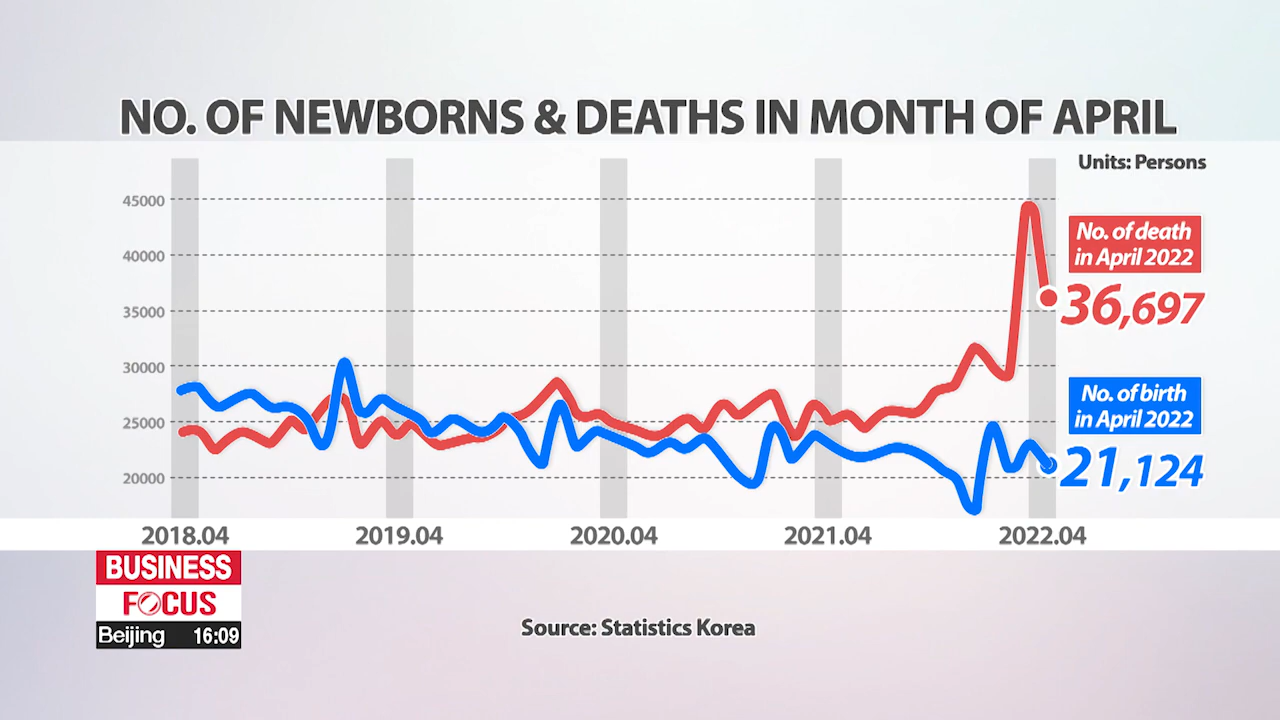 NO. OF NEWBORNS & DEATHS IN MONTH OF APRIL
Units: Persons
45000
40000
35000
30000
25000
20000
No. of death
in April 2022
36,697
No. of birth
in April 2022
21,124
2018.04
2019.04
2020.04
2021.04
2022.04
BUSINESS
FOCUS
Beijing 16:09
Source: Statistics Korea